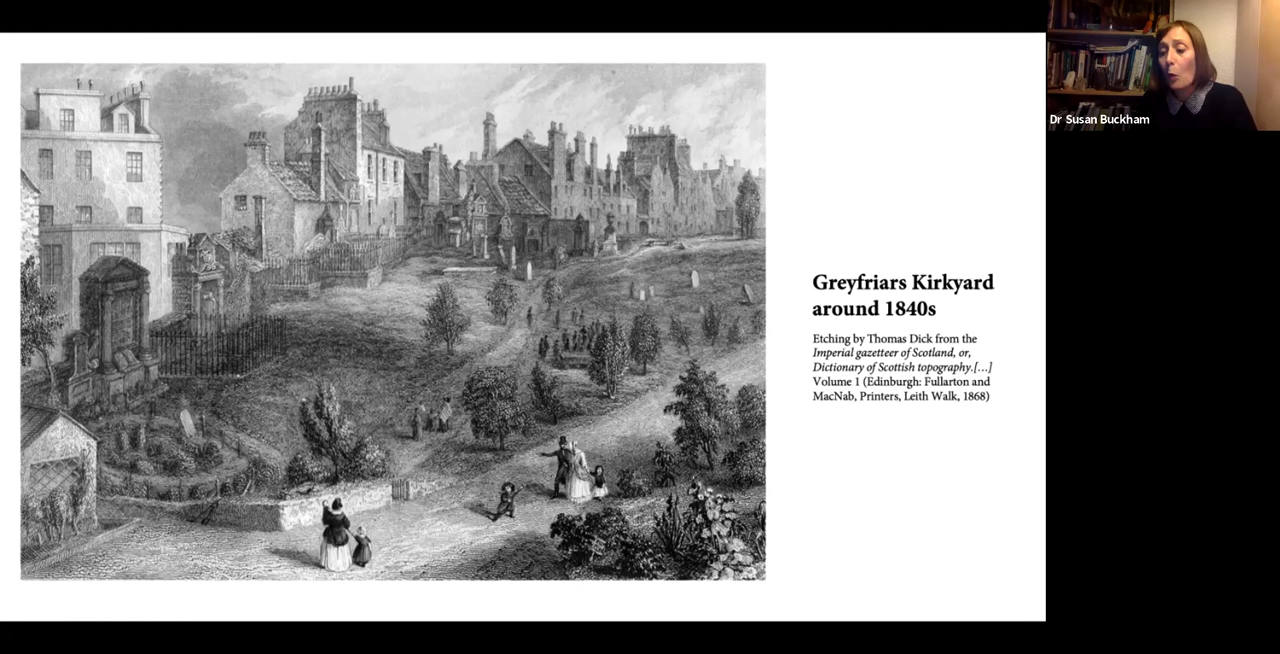 Greyfriars Kirkyard
around 1840s
Etching by Thomas Dick from the
Imperial gazetteer of Scotland, or,
Dictionary of Scottish topography.[...]
Volume 1 (Edinburgh: Fullarton and
MacNab, Printers, Leith Walk, 1868)
Dr Susan Buckham